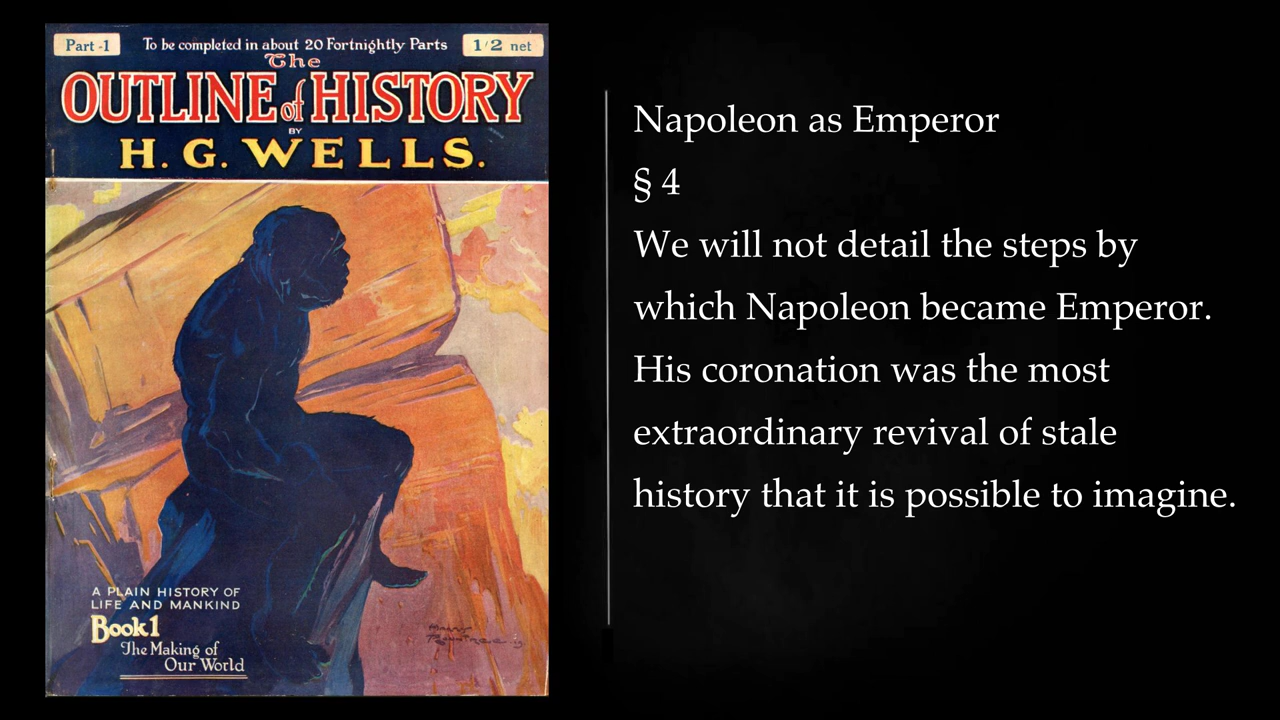 Part -1
To be completed in about 20 Fortnightly Parts
1/2 net
The
OUTLINE of HISTORY
BY
H. G. WELLS.
A PLAIN HISTORY OF
LIFE AND MANKIND
Book 1
The Making of
Our World
Napoleon as Emperor
§ 4
We will not detail the steps by
which Napoleon became Emperor.
His coronation was the most
extraordinary revival of stale
history that it is possible to imagine.